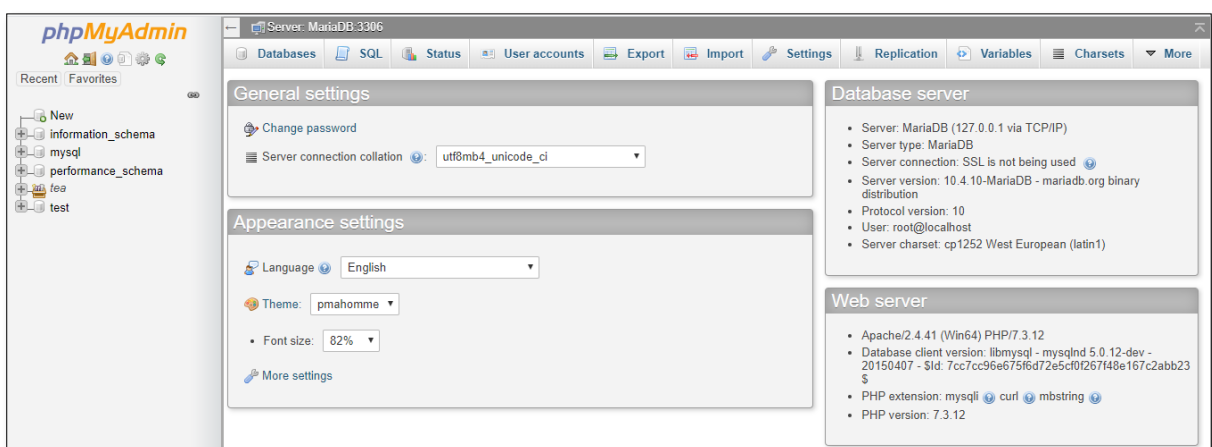 phpMyAdmin
Recent Favorites
New
information_schema
mysql
performance_schema
tea
test
Server: MariaDB:3306
Databases SQL Status User accounts Export Import Settings Replication Variables Charsets More
General settings
Change password
Server connection collation : utf8mb4_unicode_ci
Appearance settings
Language English
Theme: pmahomme
• Font size: 82%
More settings
Database server
• Server: MariaDB (127.0.0.1 via TCP/IP)
• Server type: MariaDB
• Server connection: SSL is not being used
• Server version: 10.4.10-MariaDB - mariadb.org binary
distribution
• Protocol version: 10
• User: root@localhost
• Server charset: cp1252 West European (latin1)
Web server
• Apache/2.4.41 (Win64) PHP/7.3.12
• Database client version: libmysql - mysqlnd 5.0.12-dev -
20150407 - $Id: 7cc7cc96e675f6d72e5cf0f267f48e167c2abb23
$
• PHP extension: mysqli curl mbstring
• PHP version: 7.3.12